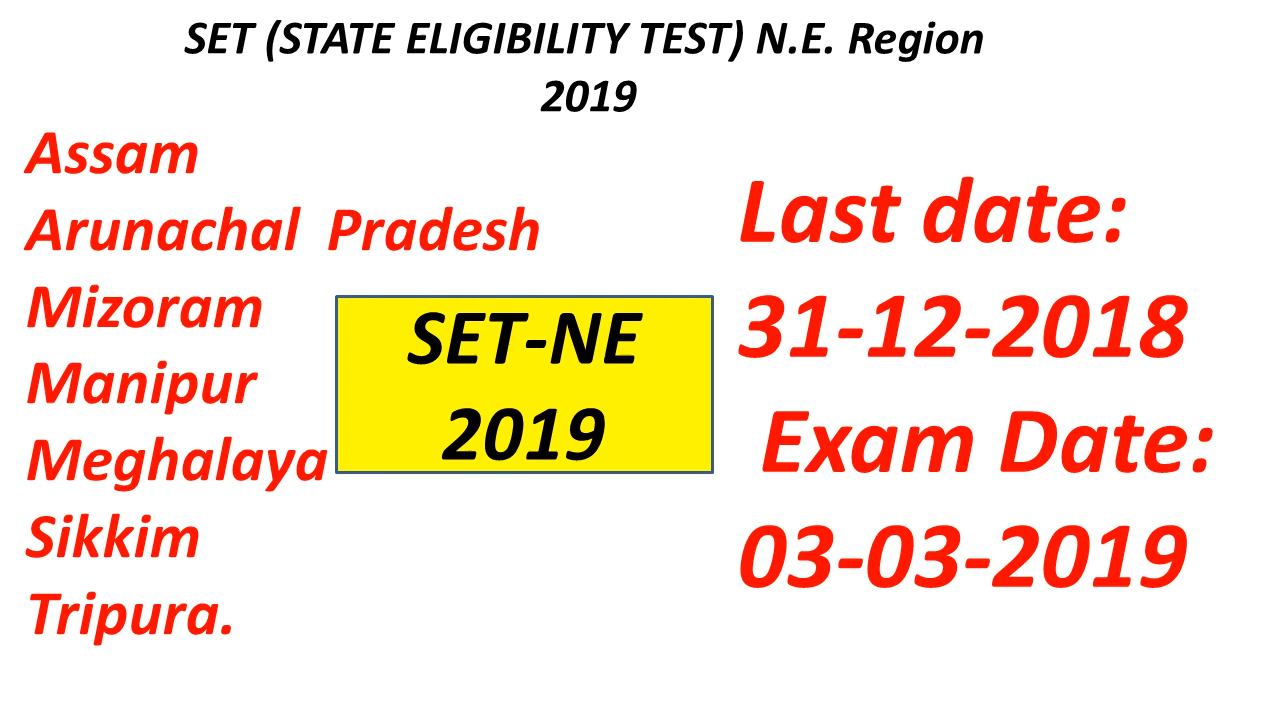 SET (STATE ELIGIBILITY TEST) N.E. Region
2019
Assam
Arunachal Pradesh
Mizoram
Manipur
Meghalaya
Sikkim
Tripura.
SET-NE
2019
Last date:
31-12-2018
Exam Date:
03-03-2019